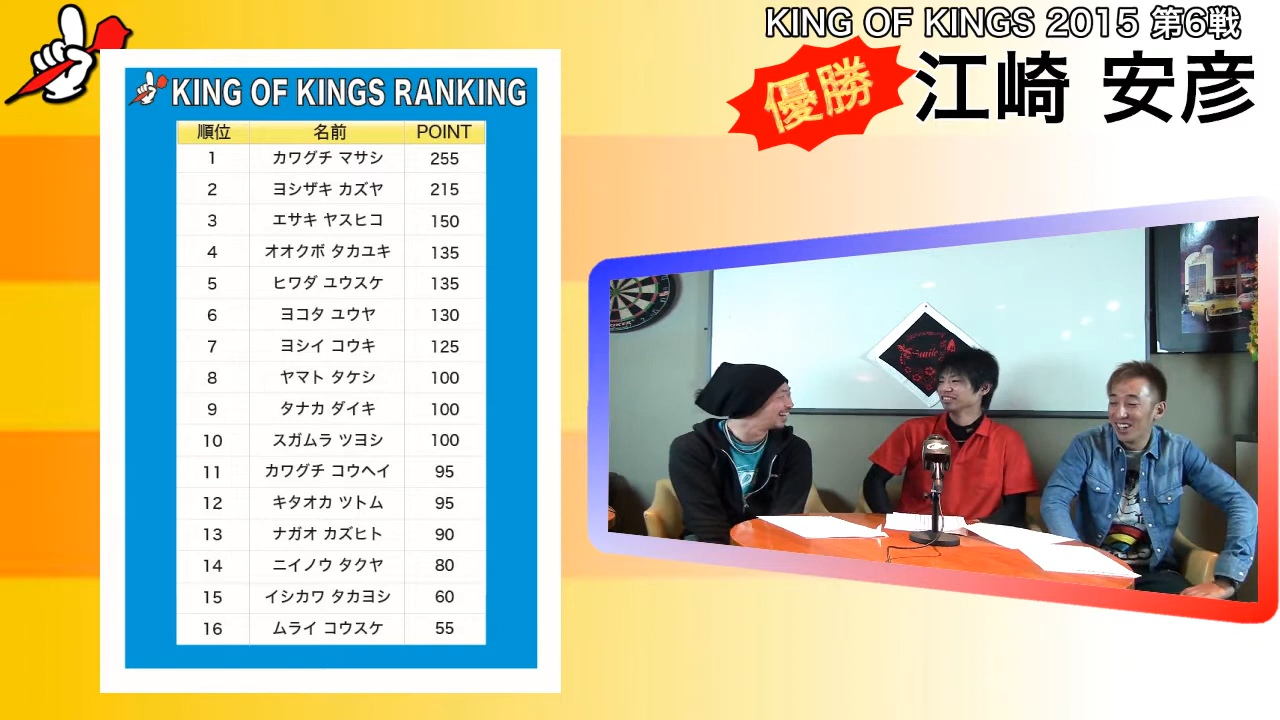 KING OF KINGS 2015 第6戦
優勝
江崎 安彦
KING OF KINGS RANKING
順位 名前 POINT
1 カワグチ マサシ 255
2 ヨシザキ カズヤ 215
3 エサキ ヤスヒコ 150
4 オオクボ タカユキ 135
5 ヒワダ ユウスケ 135
6 ヨコタ ユウヤ 130
7 ヨシイ コウキ 125
8 ヤマト タケシ 100
9 タナカ ダイキ 100
10 スガムラ ツヨシ 100
11 カワグチ コウヘイ 95
12 キタオカ ツトム 95
13 ナガオ カズヒト 90
14 ニイノウ タクヤ 80
15 イシカワ タカヨシ 60
16 ムライ コウスケ 55
Smile